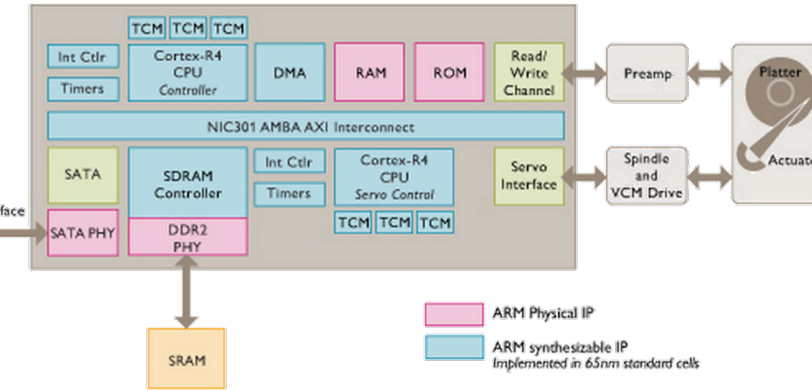 TCM TCM TCM
Int Ctlr
Timers
Cortex-R4
CPU
Controller
DMA
RAM
ROM
Read/
Write
Channel
Preamp
Platter
NIC301 AMBA AXI Interconnect
SATA
SDRAM
Controller
Int Ctlr
Timers
Cortex-R4
CPU
Servo Control
Servo
Interface
Spindle
and
VCM Drive
Actuato
face
SATA PHY
DDR2
PHY
TCM TCM TCM
SRAM
ARM Physical IP
ARM synthesizable IP
Implemented in 65nm standard cells